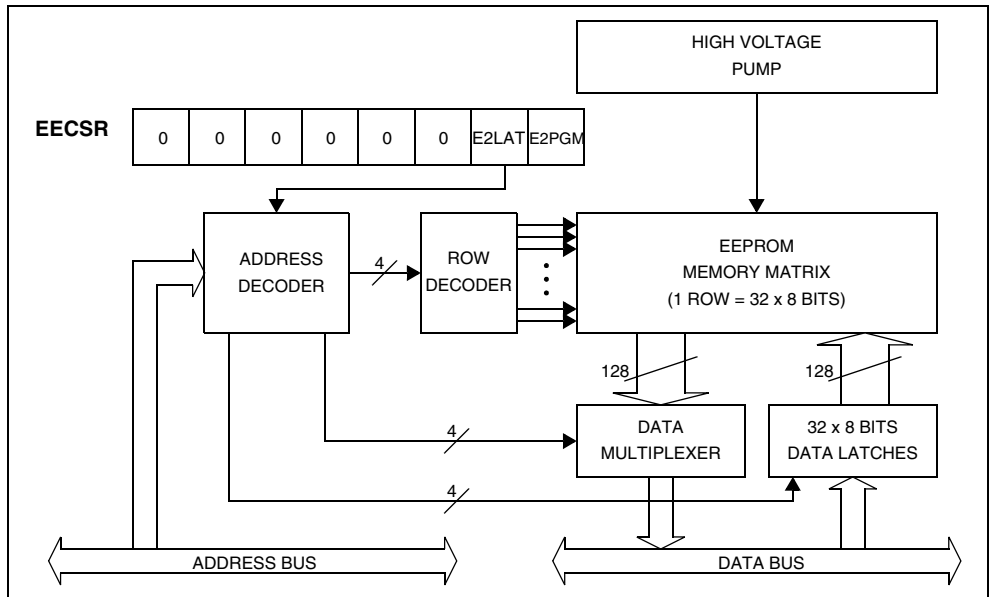 HIGH VOLTAGE
PUMP
EECSR
0 0 0 0 0 0 E2LAT E2PGM
ADDRESS
DECODER
4
ROW
DECODER
EEPROM
MEMORY MATRIX
(1 ROW = 32 x 8 BITS)
128
128
4
DATA
MULTIPLEXER
32 x 8 BITS
DATA LATCHES
4
ADDRESS BUS
DATA BUS